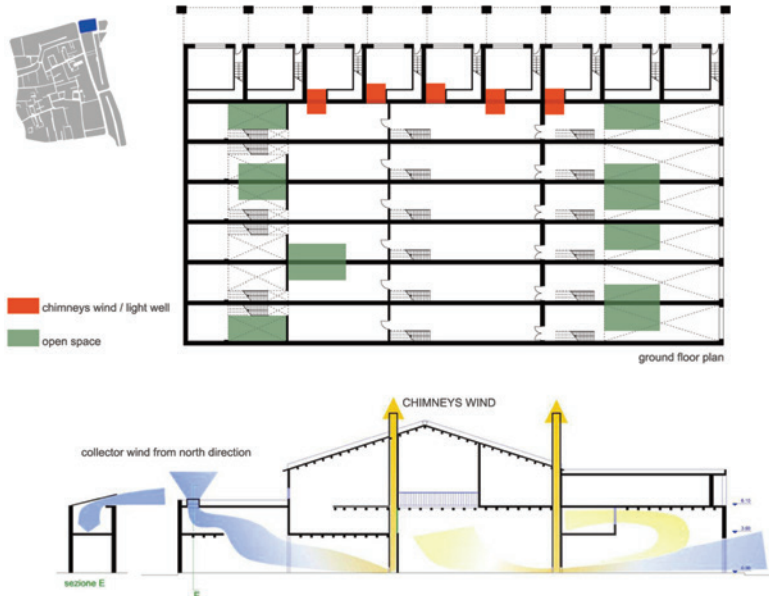 chimneys wind / light well
open space
ground floor plan
CHIMNEYS WIND
collector wind from north direction
sezione E
E